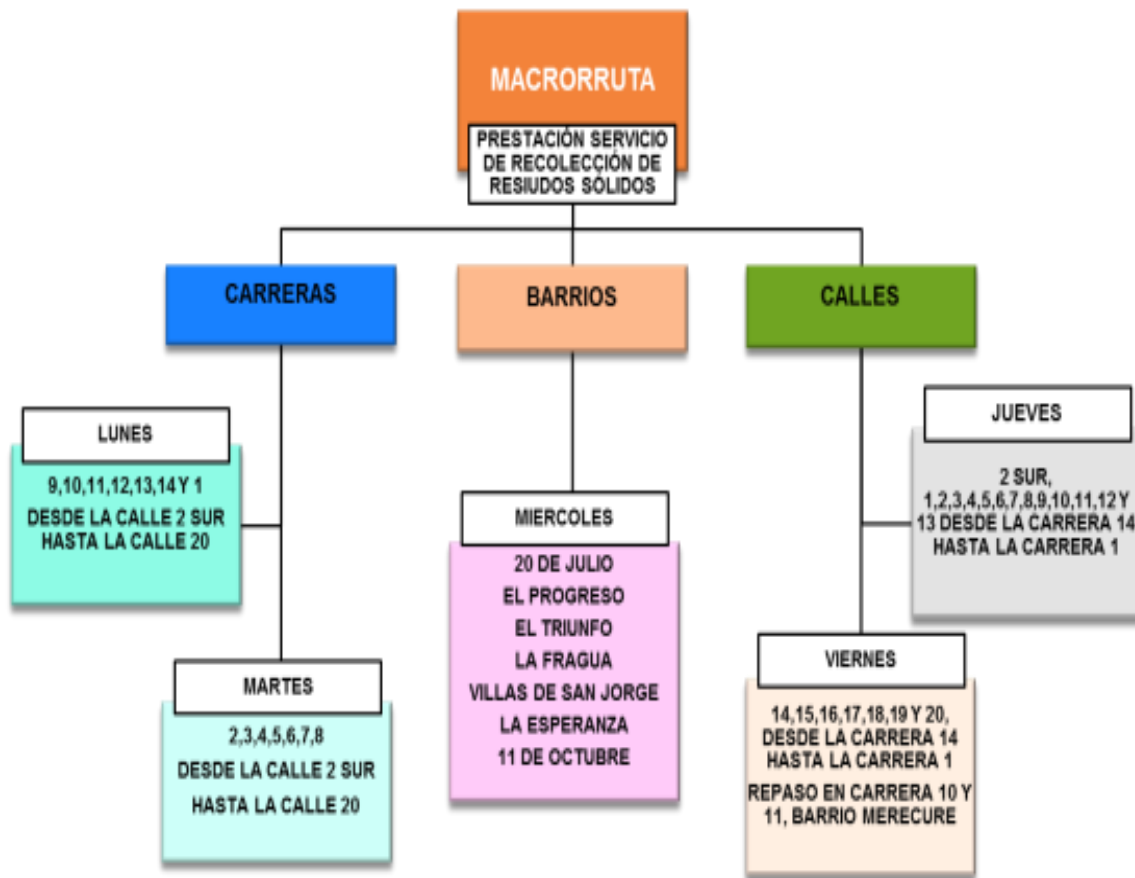 MACRORRUTA
PRESTACIÓN SERVICIO
DE RECOLECCIÓN DE
RESIUDOS SÓLIDOS
CARRERAS
BARRIOS
CALLES
LUNES
9,10,11,12,13,14 Y 1
DESDE LA CALLE 2 SUR
HASTA LA CALLE 20
MARTES
2,3,4,5,6,7,8
DESDE LA CALLE 2 SUR
HASTA LA CALLE 20
MIERCOLES
20 DE JULIO
EL PROGRESO
EL TRIUNFO
LA FRAGUA
VILLAS DE SAN JORGE
LA ESPERANZA
11 DE OCTUBRE
JUEVES
2 SUR,
1,2,3,4,5,6,7,8,9,10,11,12 Y
13 DESDE LA CARRERA 14
HASTA LA CARRERA 1
VIERNES
14,15,16,17,18,19 Y 20,
DESDE LA CARRERA 14
HASTA LA CARRERA 1
REPASO EN CARRERA 10 Y
11, BARRIO MERECURE